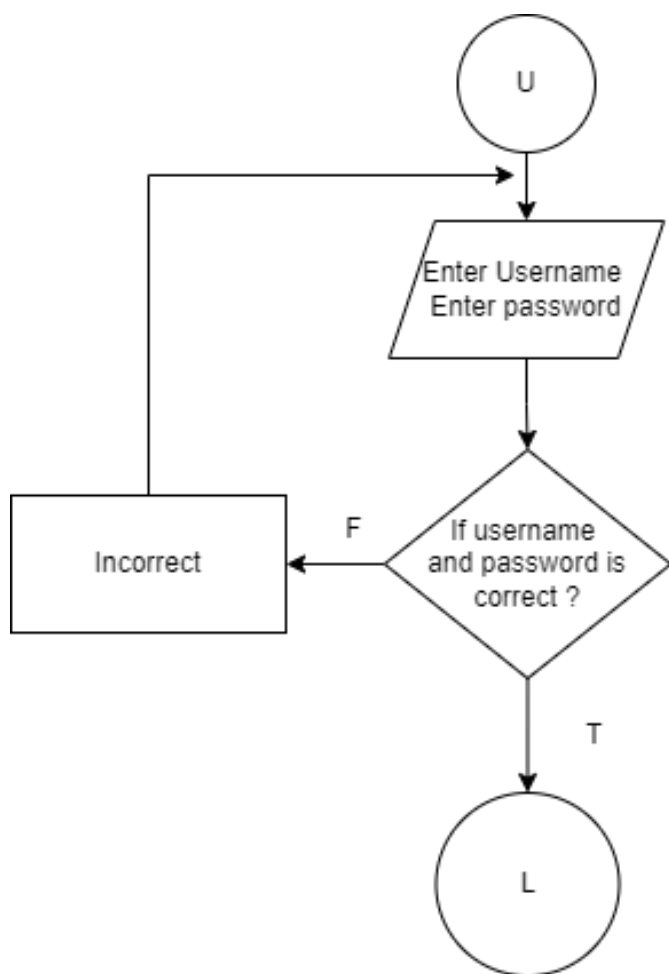 U
Enter Username
Enter password
If username
and password is
correct ?
F
Incorrect
T
L